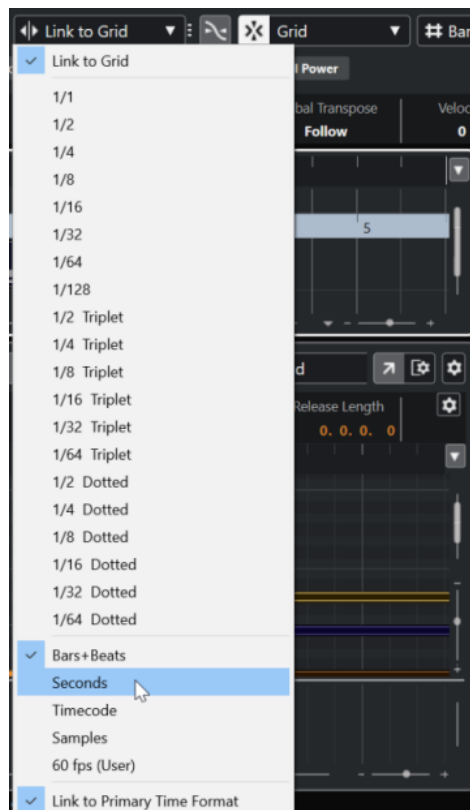 Link to Grid
Grid
Bar
Link to Grid
l Power
1/1
bal Transpose
Veloc
1/2
Follow
0
1/4
1/8
1/16
5
1/32
1/64
1/128
1/2 Triplet
1/4 Triplet
d
1/8 Triplet
1/16 Triplet
Release Length
1/32 Triplet
0. 0. 0. 0
1/64 Triplet
1/2 Dotted
1/4 Dotted
1/8 Dotted
1/16 Dotted
1/32 Dotted
1/64 Dotted
Bars+Beats
Seconds
Timecode
Samples
60 fps (User)
Link to Primary Time Format